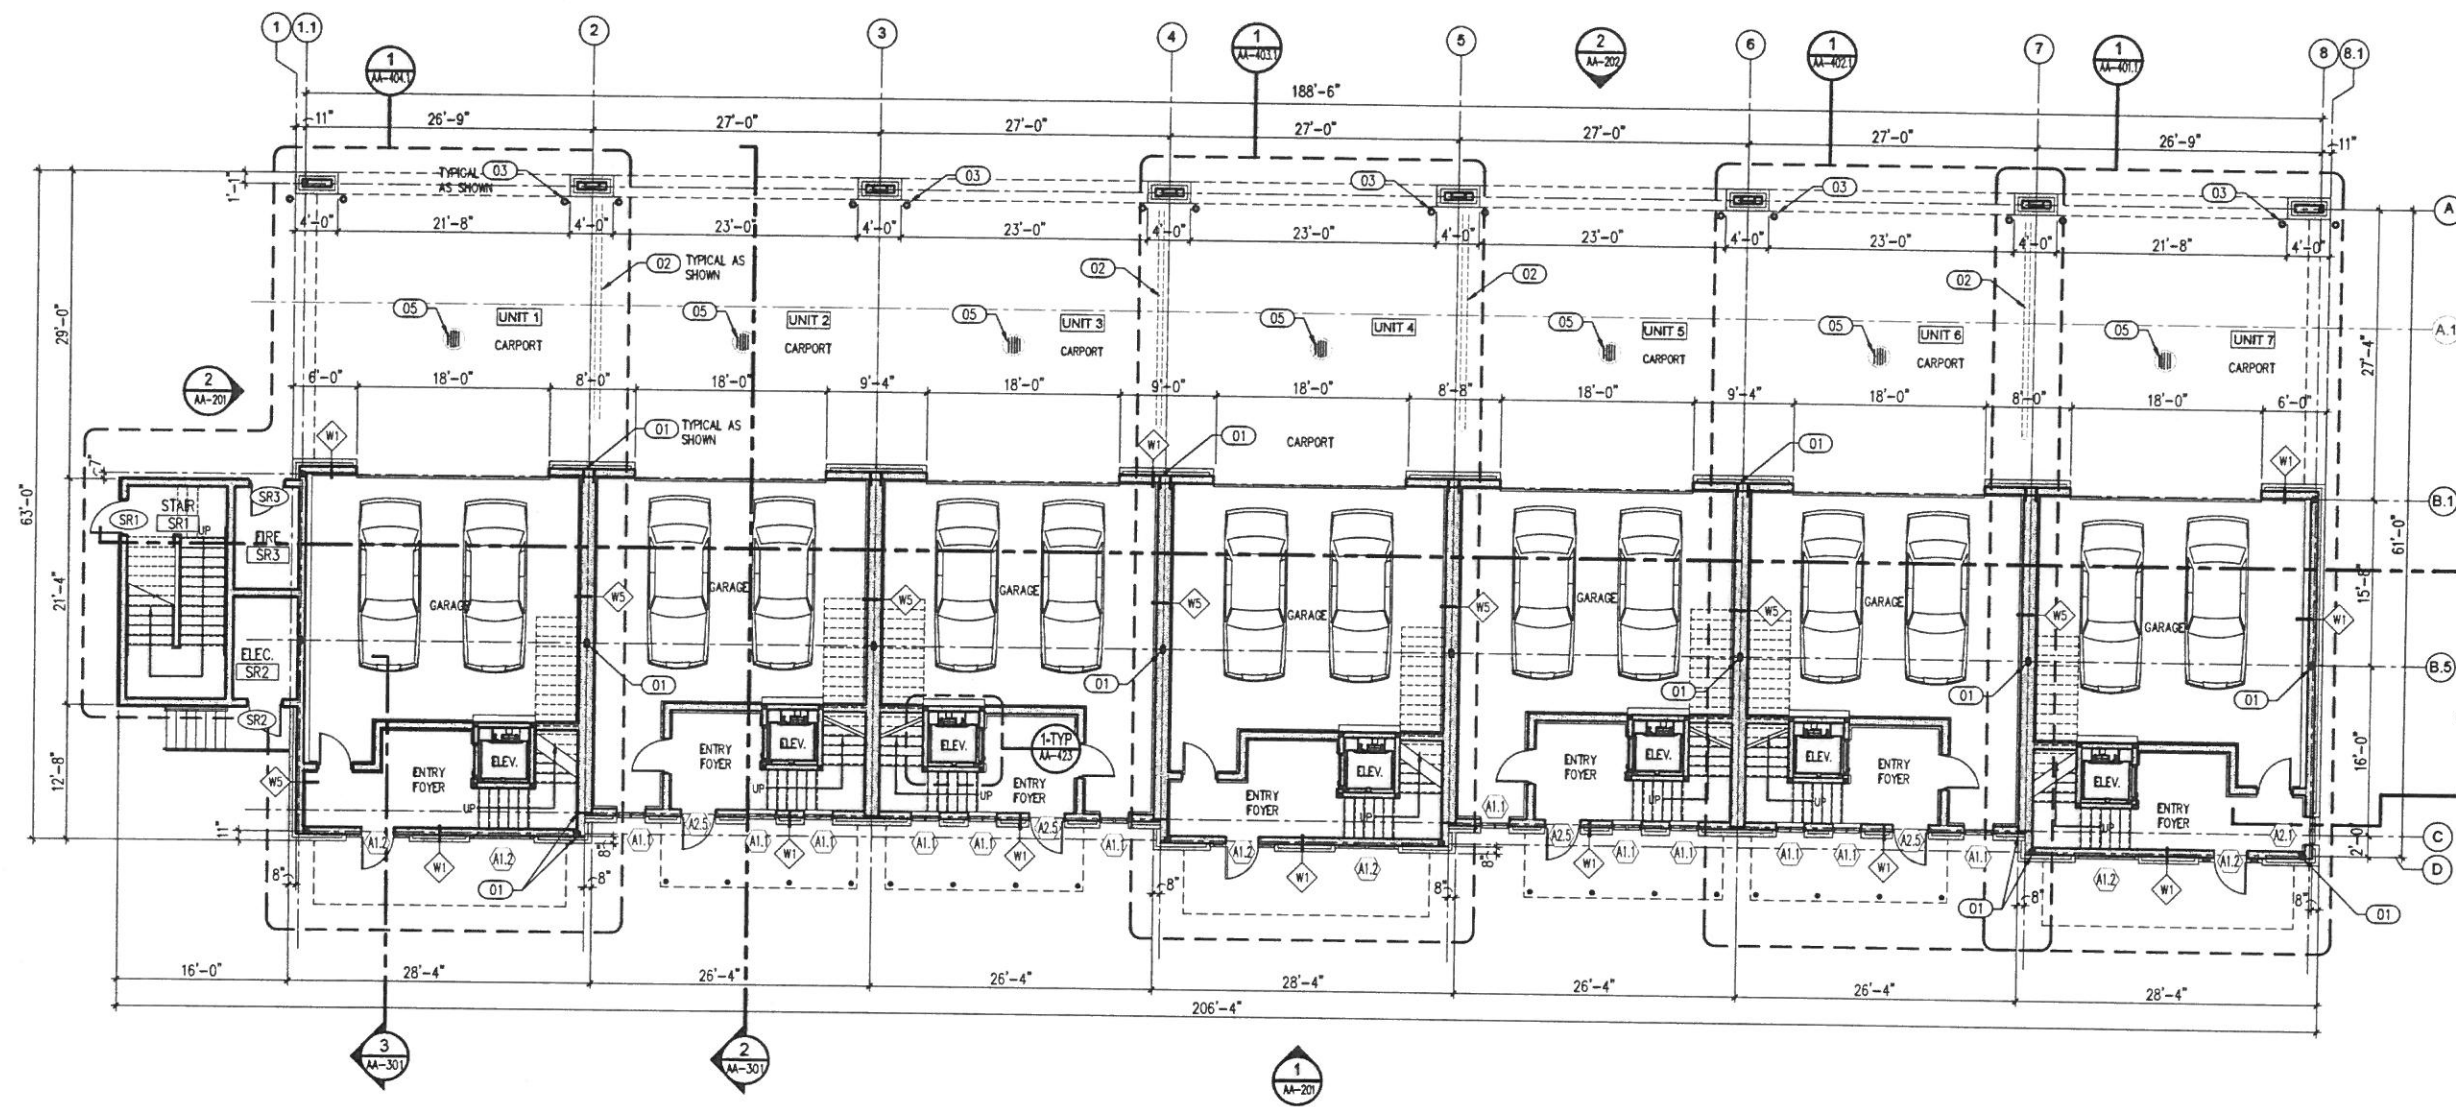 1 1.1 2 3 4 5 6 7 8 8.1
1
AA-404.1
1
AA-403.1
2
AA-202
1
AA-402.1
1
AA-401.1
188'-6"
11" 26'-9" 27'-0" 27'-0" 27'-0" 27'-0" 27'-0" 26'-9" 11"
1'-1"
TYPICAL
AS SHOWN
03 03 03 03 03
A
4'-0" 21'-8" 4'-0" 23'-0" 4'-0" 23'-0" 4'-0" 23'-0" 4'-0" 23'-0" 4'-0" 23'-0" 4'-0" 21'-8" 4'-0"
02 TYPICAL AS
SHOWN
02 02 02
05 05 05 05 05 05 05
UNIT 1
CARPORT
UNIT 2
CARPORT
UNIT 3
CARPORT
UNIT 4
CARPORT
UNIT 5
CARPORT
UNIT 6
CARPORT
UNIT 7
CARPORT
A.1
29'-0"
27'-4"
2
AA-201
6'-0" 18'-0" 8'-0" 18'-0" 9'-4" 18'-0" 9'-0" 18'-0" 8'-8" 18'-0" 9'-4" 18'-0" 8'-0" 18'-0" 6'-0"
W1
01 TYPICAL AS
SHOWN
W1 01 01 W1
7"
63'-0"
21'-4"
12'-8"
11"
SR1
STAIR
SR1
UP
SR3
FIRE
SR3
ELEC.
SR2
SR2
GARAGE GARAGE GARAGE GARAGE GARAGE GARAGE GARAGE
W5 W5 W5 W5 W5 W5 W1
B.1
61'-0"
15'-8"
B.5
01 01 01 01 01
16'-0"
W5
ENTRY
FOYER
ELEV.
UP
ENTRY
FOYER
ELEV.
UP
ELEV.
UP
ENTRY
FOYER
1-TYP
AA-423
ENTRY
FOYER
ELEV.
UP
ENTRY
FOYER
ELEV.
UP
ELEV.
UP
ENTRY
FOYER
ELEV.
UP
ENTRY
FOYER
A2.1
2'-0"
C
D
A1.2 W1 A1.2 8" A1.1 A2.5 A1.1 W1 A1.1 A1.1 W1 A2.5 A1.1 A1.2 W1 A1.2 8" A1.1 A2.5 W1 A1.1 A1.1 A1.1 A1.1 W1 A2.5 A1.1 A1.2 W1 A1.2
8" 01 8" 8" 8" 01 8" 8" 01
16'-0" 28'-4" 26'-4" 26'-4" 28'-4" 26'-4" 26'-4" 28'-4"
206'-4"
3
AA-301
2
AA-301
1
AA-201